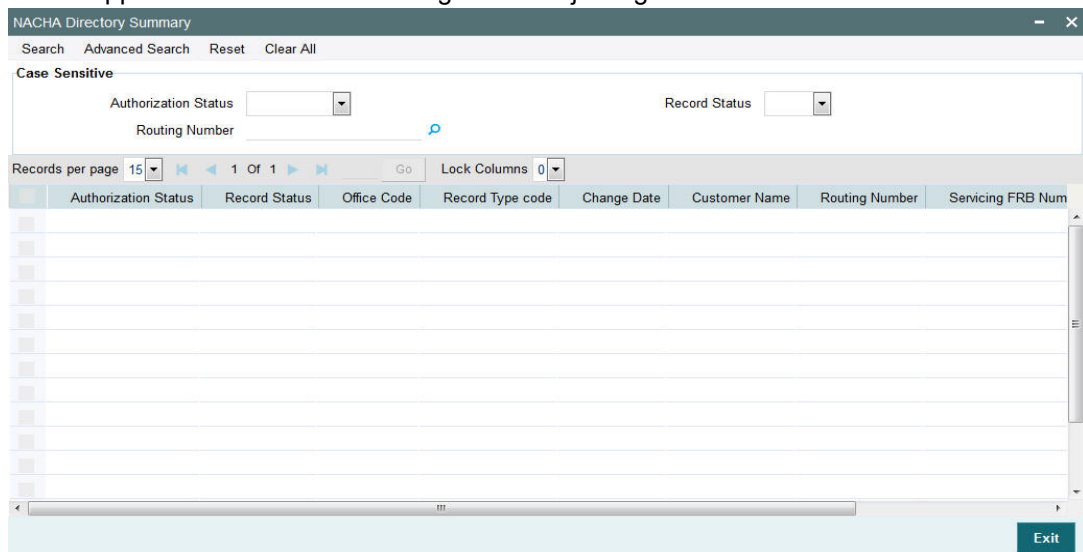 NACHA Directory Summary
Search Advanced Search Reset Clear All
Case Sensitive
Authorization Status Record Status
Routing Number
Records per page 15 1 Of 1 Go Lock Columns 0
Authorization Status Record Status Office Code Record Type code Change Date Customer Name Routing Number Servicing FRB Num
Exit